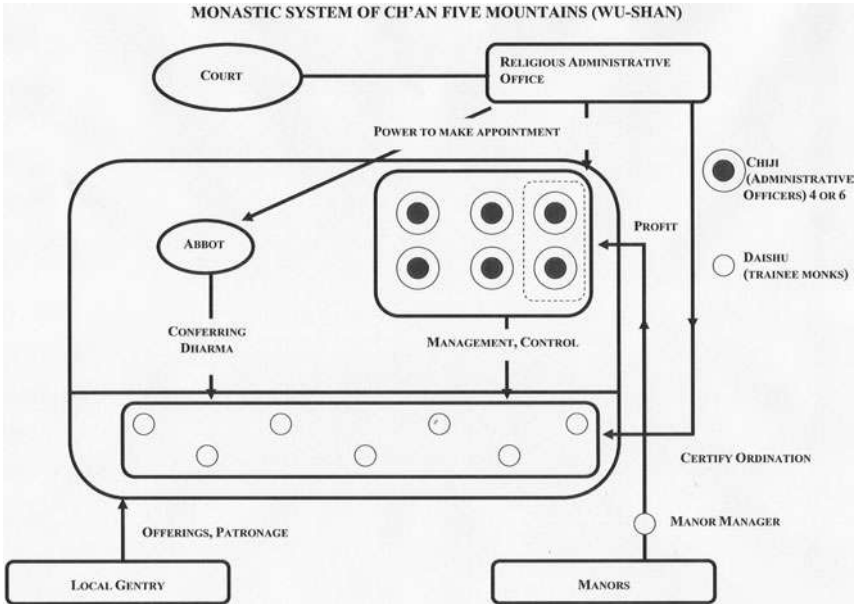 MONASTIC SYSTEM OF CH'AN FIVE MOUNTAINS (WU-SHAN)
COURT
RELIGIOUS ADMINISTRATIVE
OFFICE
POWER TO MAKE APPOINTMENT
CHIJI
(ADMINISTRATIVE
OFFICERS) 4 OR 6
ABBOT
PROFIT
DAISHU
(TRAINEE MONKS)
CONFERRING
DHARMA
MANAGEMENT, CONTROL
CERTIFY ORDINATION
OFFERINGS, PATRONAGE
MANOR MANAGER
LOCAL GENTRY
MANORS